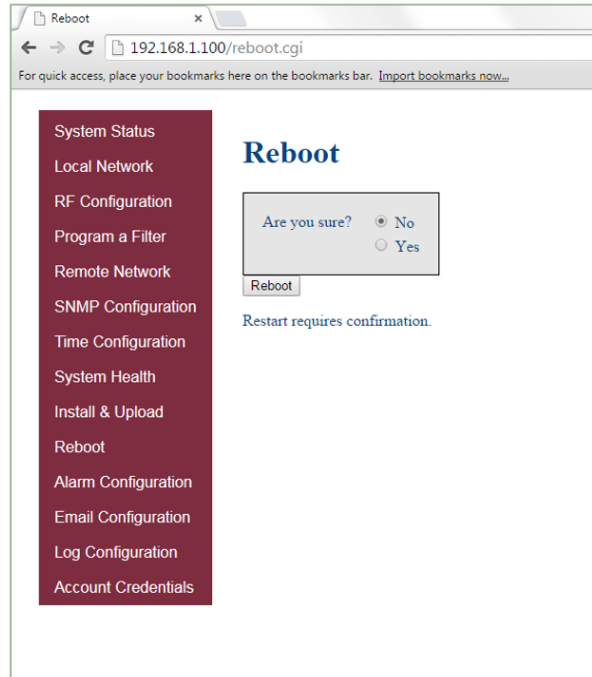 Reboot
192.168.1.100/reboot.cgi
For quick access, place your bookmarks here on the bookmarks bar. Import bookmarks now...
System Status
Local Network
RF Configuration
Program a Filter
Remote Network
SNMP Configuration
Time Configuration
System Health
Install & Upload
Reboot
Alarm Configuration
Email Configuration
Log Configuration
Account Credentials
Reboot
Are you sure? No
Yes
Reboot
Restart requires confirmation.